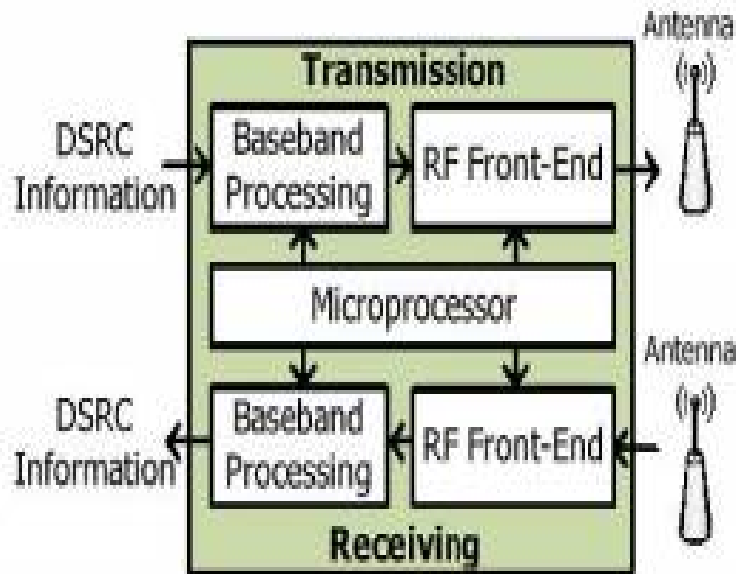 Antenna
Transmission
DSRC
Information
Baseband
Processing
RF Front-End
Microprocessor
Antenna
DSRC
Information
Baseband
Processing
RF Front-End
Receiving